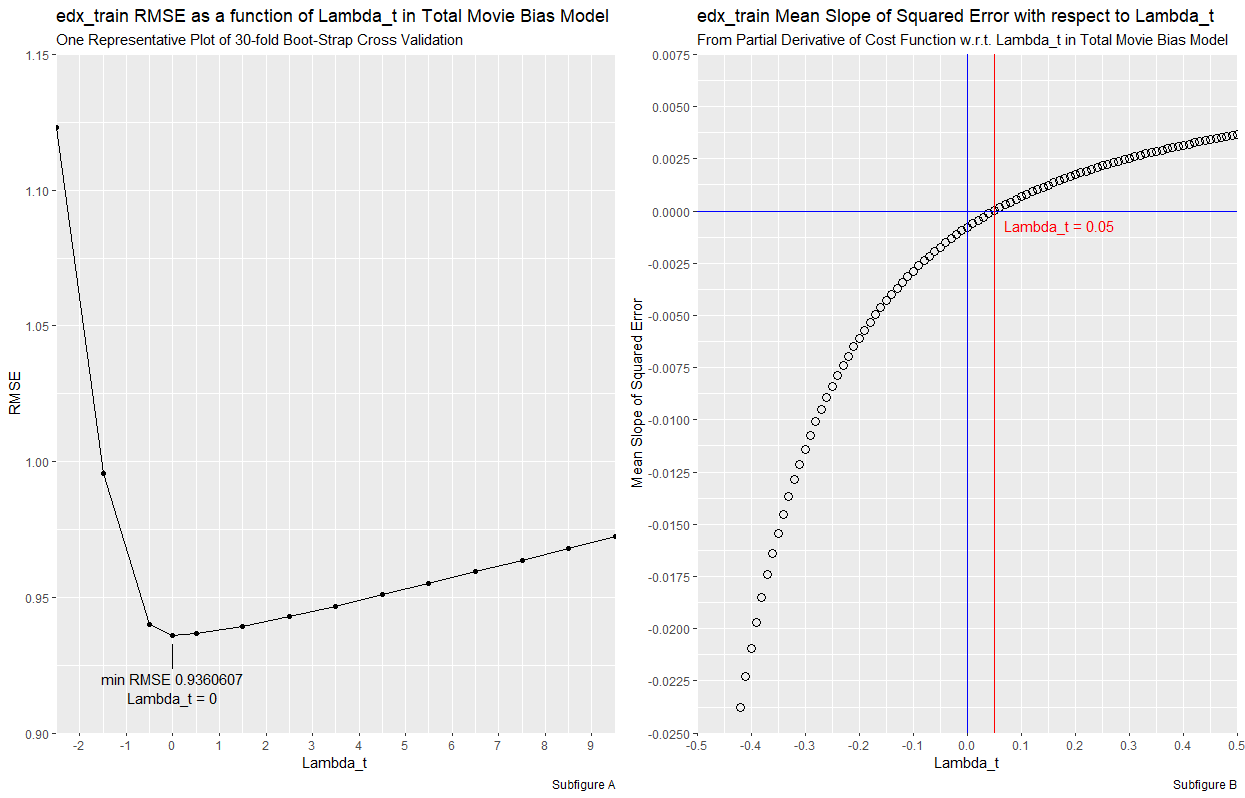 edx_train RMSE as a function of Lambda_t in Total Movie Bias Model
One Representative Plot of 30-fold Boot-Strap Cross Validation
1.15
1.10
1.05
1.00
0.95
0.90
RMSE
min RMSE 0.9360607
Lambda_t = 0
-2 -1 0 1 2 3 4 5 6 7 8 9
Lambda_t
Subfigure A
edx_train Mean Slope of Squared Error with respect to Lambda_t
From Partial Derivative of Cost Function w.r.t. Lambda_t in Total Movie Bias Model
0.0075
0.0050
0.0025
0.0000
-0.0025
-0.0050
-0.0075
-0.0100
-0.0125
-0.0150
-0.0175
-0.0200
-0.0225
-0.0250
Mean Slope of Squared Error
Lambda_t = 0.05
-0.5 -0.4 -0.3 -0.2 -0.1 0.0 0.1 0.2 0.3 0.4 0.5
Lambda_t
Subfigure B